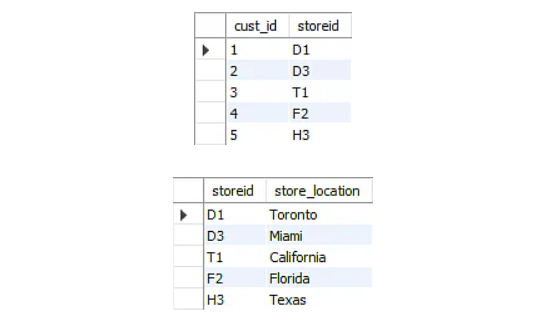 cust_id storeid
1 D1
2 D3
3 T1
4 F2
5 H3
storeid store_location
D1 Toronto
D3 Miami
T1 California
F2 Florida
H3 Texas